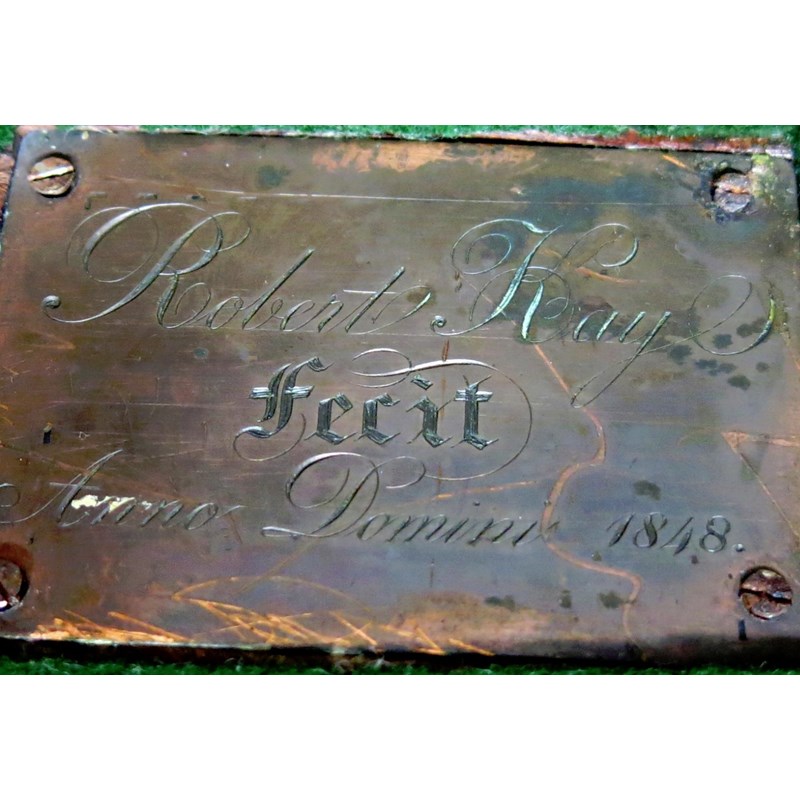 Robert Kay
Fecit
Anno Domini 1848.